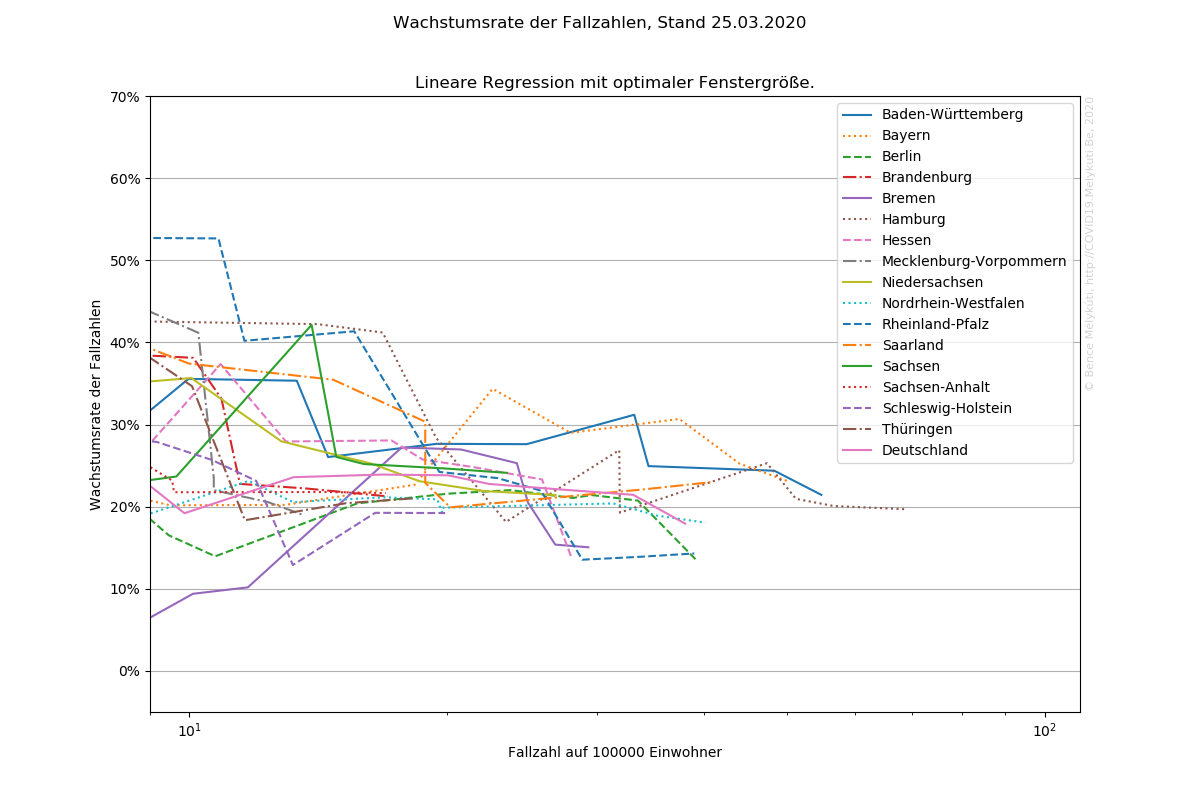 Wachstumsrate der Fallzahlen, Stand 25.03.2020
Lineare Regression mit optimaler Fenstergröße.
70%
60%
50%
40%
30%
20%
10%
0%
Wachstumsrate der Fallzahlen
Baden-Württemberg
Bayern
Berlin
Brandenburg
Bremen
Hamburg
Hessen
Mecklenburg-Vorpommern
Niedersachsen
Nordrhein-Westfalen
Rheinland-Pfalz
Saarland
Sachsen
Sachsen-Anhalt
Schleswig-Holstein
Thüringen
Deutschland
© Bence Mélykúti, http://COVID19.Melykuti.Be, 2020
10¹
10²
Fallzahl auf 100000 Einwohner